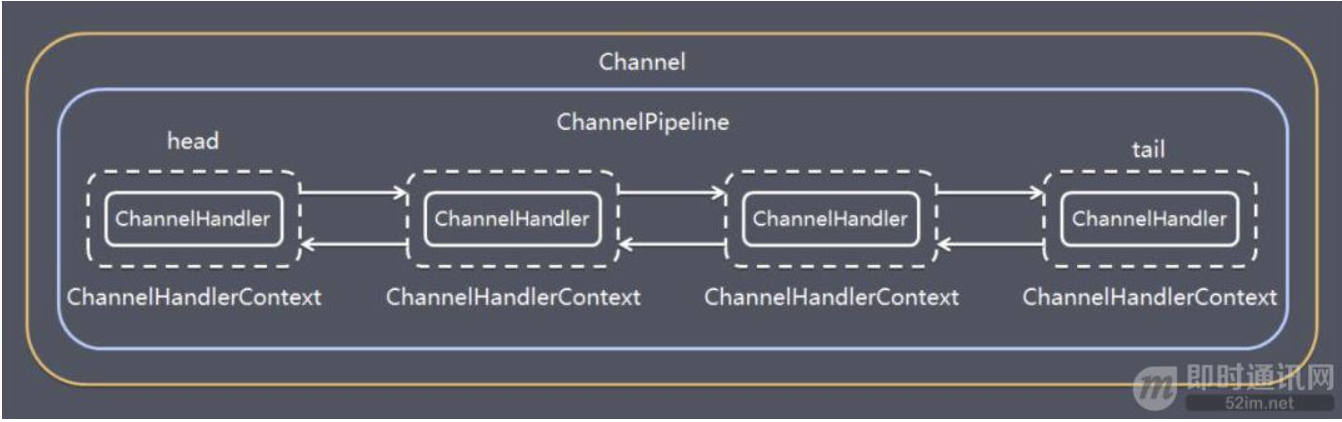 Channel
ChannelPipeline
head
tail
ChannelHandler ChannelHandler ChannelHandler ChannelHandler
ChannelHandlerContext ChannelHandlerContext ChannelHandlerContext ChannelHandlerContext
即时通讯网
52im.net